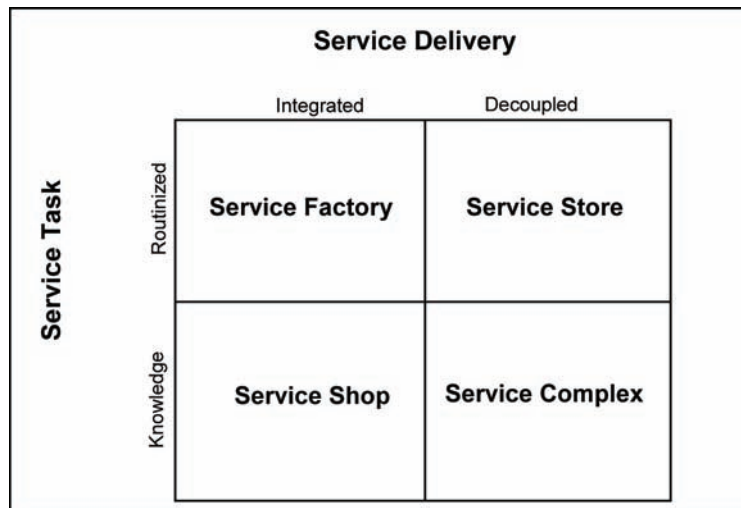 Service Delivery
Integrated
Decoupled
Service Task
Routinized
Service Factory
Service Store
Knowledge
Service Shop
Service Complex